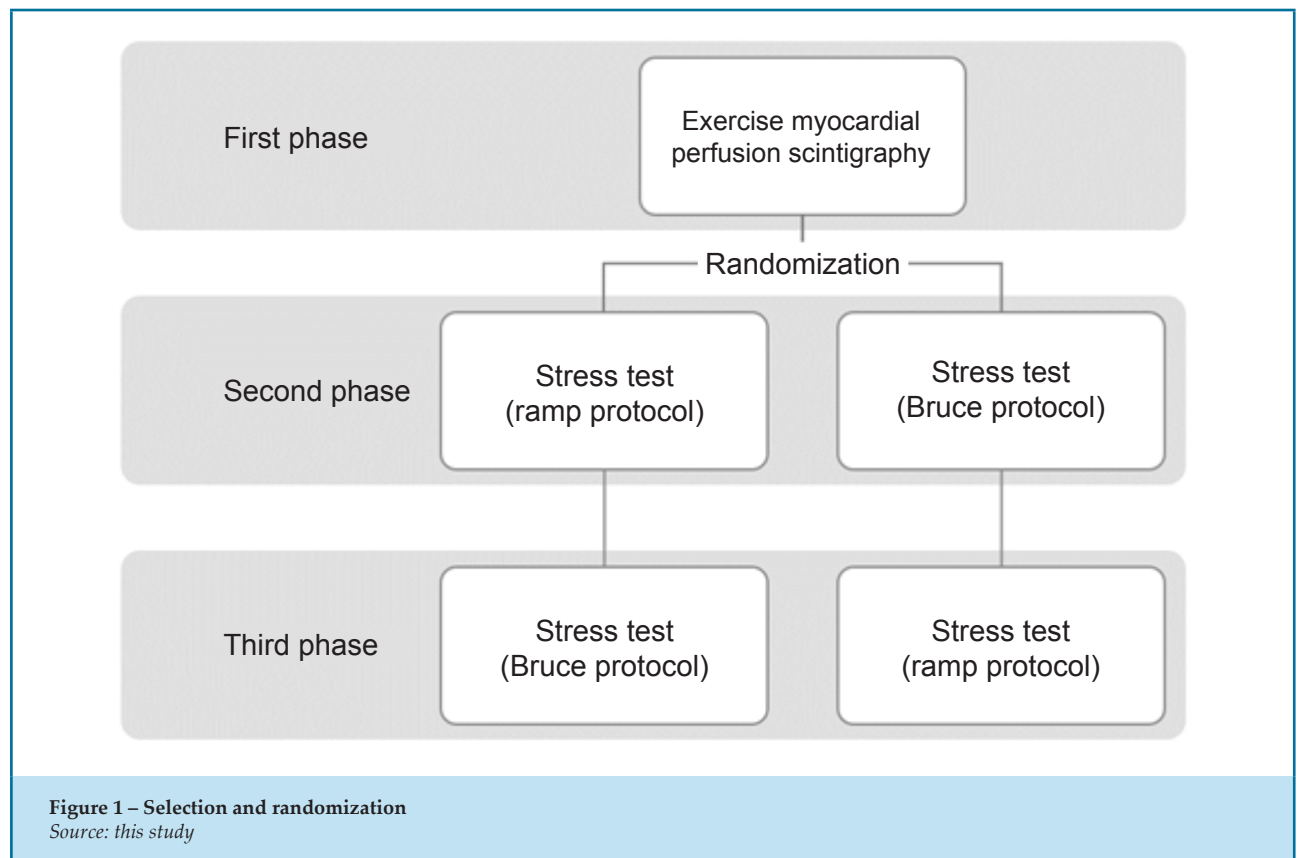 First phase
Exercise myocardial
perfusion scintigraphy
Randomization
Second phase
Stress test
(ramp protocol)
Stress test
(Bruce protocol)
Third phase
Stress test
(Bruce protocol)
Stress test
(ramp protocol)
Figure 1 – Selection and randomization
Source: this study